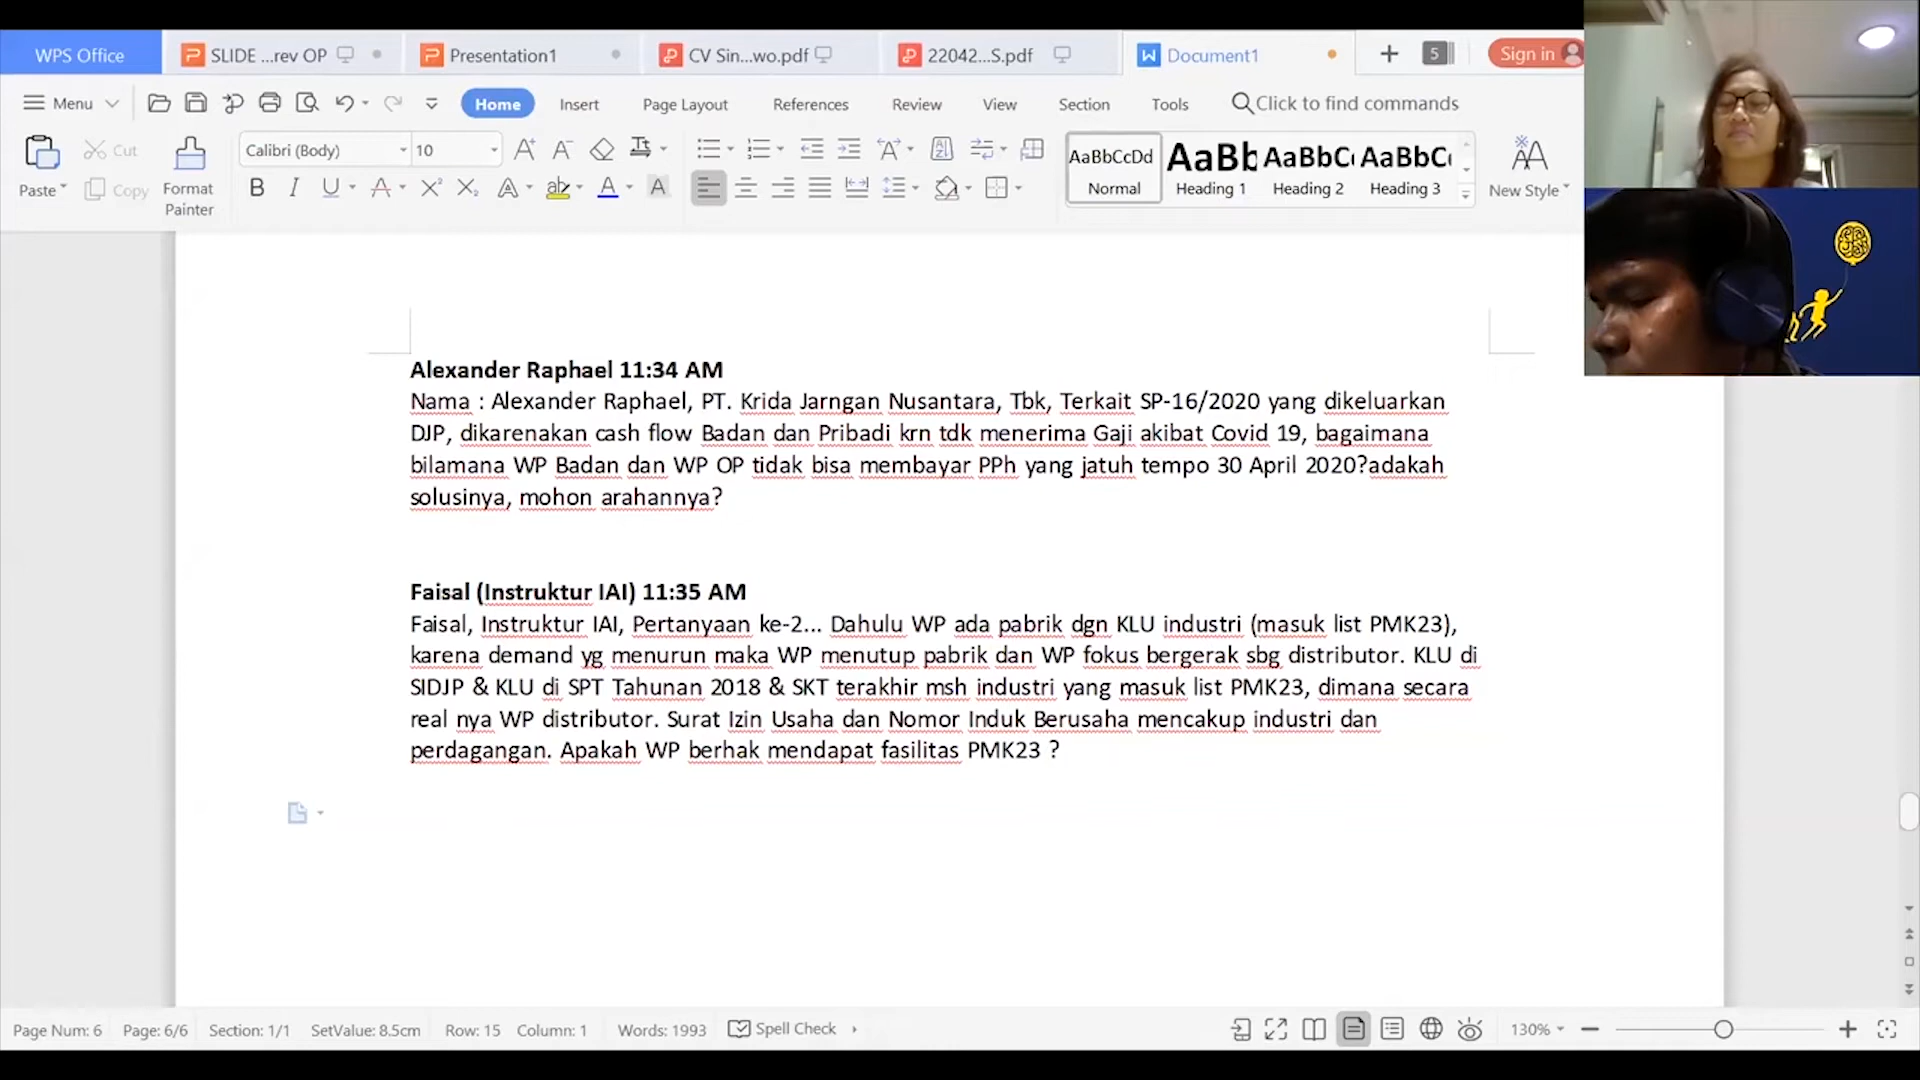 WPS Office
SLIDE ...rev OP
Presentation1
CV Sin...wo.pdf
22042...S.pdf
Document1
5
Sign in
Menu
Home
Insert
Page Layout
References
Review
View
Section
Tools
Click to find commands
Paste
Cut
Copy
Format
Painter
Calibri (Body)
10
AaBbCcDd
Normal
AaBb
Heading 1
AaBbC
Heading 2
AaBbC
Heading 3
New Style
Alexander Raphael 11:34 AM
Nama : Alexander Raphael, PT. Krida Jarngan Nusantara, Tbk, Terkait SP-16/2020 yang dikeluarkan
DJP, dikarenakan cash flow Badan dan Pribadi krn tdk menerima Gaji akibat Covid 19, bagaimana
bilamana WP Badan dan WP OP tidak bisa membayar PPh yang jatuh tempo 30 April 2020?adakah
solusinya, mohon arahannya?
Faisal (Instruktur IAI) 11:35 AM
Faisal, Instruktur IAI, Pertanyaan ke-2... Dahulu WP ada pabrik dgn KLU industri (masuk list PMK23),
karena demand yg menurun maka WP menutup pabrik dan WP fokus bergerak sbg distributor. KLU di
SIDJP & KLU di SPT Tahunan 2018 & SKT terakhir msh industri yang masuk list PMK23, dimana secara
real nya WP distributor. Surat Izin Usaha dan Nomor Induk Berusaha mencakup industri dan
perdagangan. Apakah WP berhak mendapat fasilitas PMK23 ?
Page Num: 6
Page: 6/6
Section: 1/1
SetValue: 8.5cm
Row: 15
Column: 1
Words: 1993
Spell Check
130%